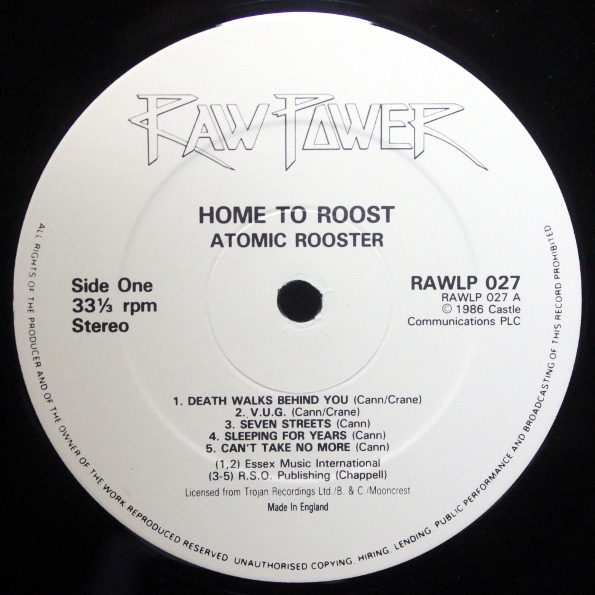 RAW POWER
HOME TO ROOST
ATOMIC ROOSTER
Side One
33⅓ rpm
Stereo
RAWLP 027
RAWLP 027 A
© 1986 Castle
Communications PLC
1. DEATH WALKS BEHIND YOU (Cann/Crane)
2. V.U.G. (Cann/Crane)
3. SEVEN STREETS (Cann)
4. SLEEPING FOR YEARS (Cann)
5. CAN'T TAKE NO MORE (Cann)
(1,2) Essex Music International
(3-5) R.S.O. Publishing (Chappell)
Licensed from Trojan Recordings Ltd./B. & C./Mooncrest
Made in England
ALL RIGHTS OF THE PRODUCER AND OF THE OWNER OF THE WORK REPRODUCED RESERVED UNAUTHORISED COPYING. HIRING. LENDING PUBLIC PERFORMANCE AND BROADCASTING OF THIS RECORD PROHIBITED